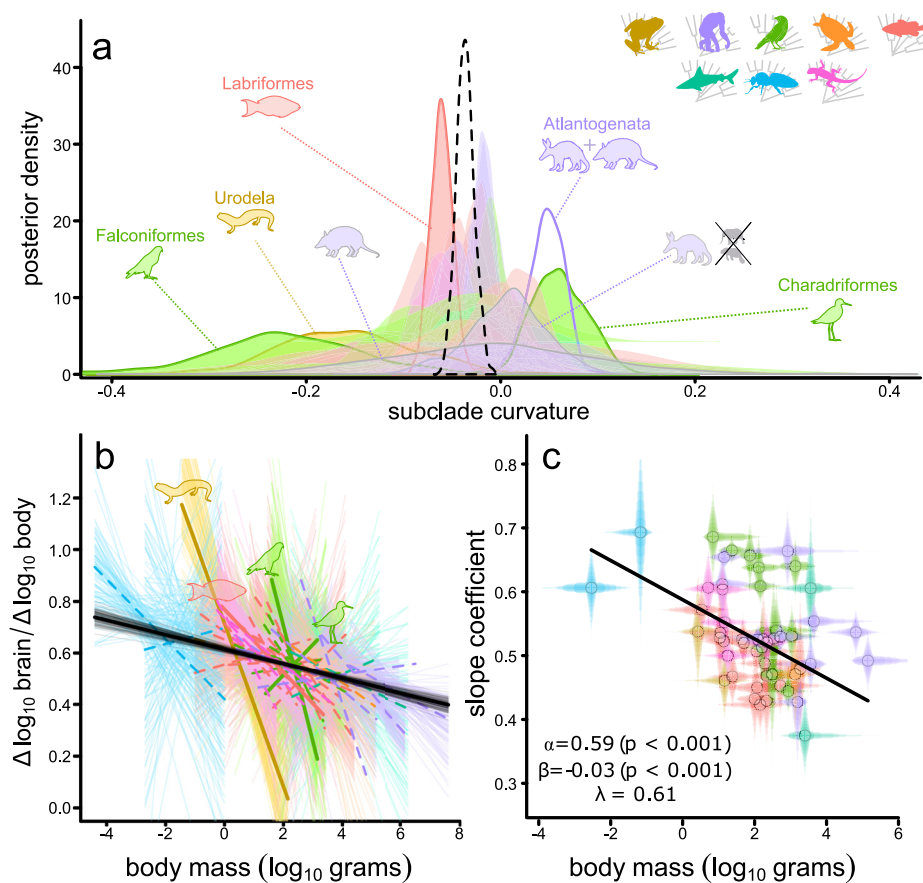 a
posterior density
40
30
20
10
0
Labriformes
Urodela
Falconiformes
Atlantogenata
+
Charadriformes
-0.4
-0.2
0.0
0.2
0.4
subclade curvature
b
Δlog10 brain/Δlog10 body
1.2
1.0
0.8
0.6
0.4
0.2
0.0
-4
-2
0
2
4
6
8
body mass (log10 grams)
c
slope coefficient
0.8
0.7
0.6
0.5
0.4
0.3
α=0.59 (p < 0.001)
β=-0.03 (p < 0.001)
λ = 0.61
-4
-2
0
2
4
6
body mass (log10 grams)